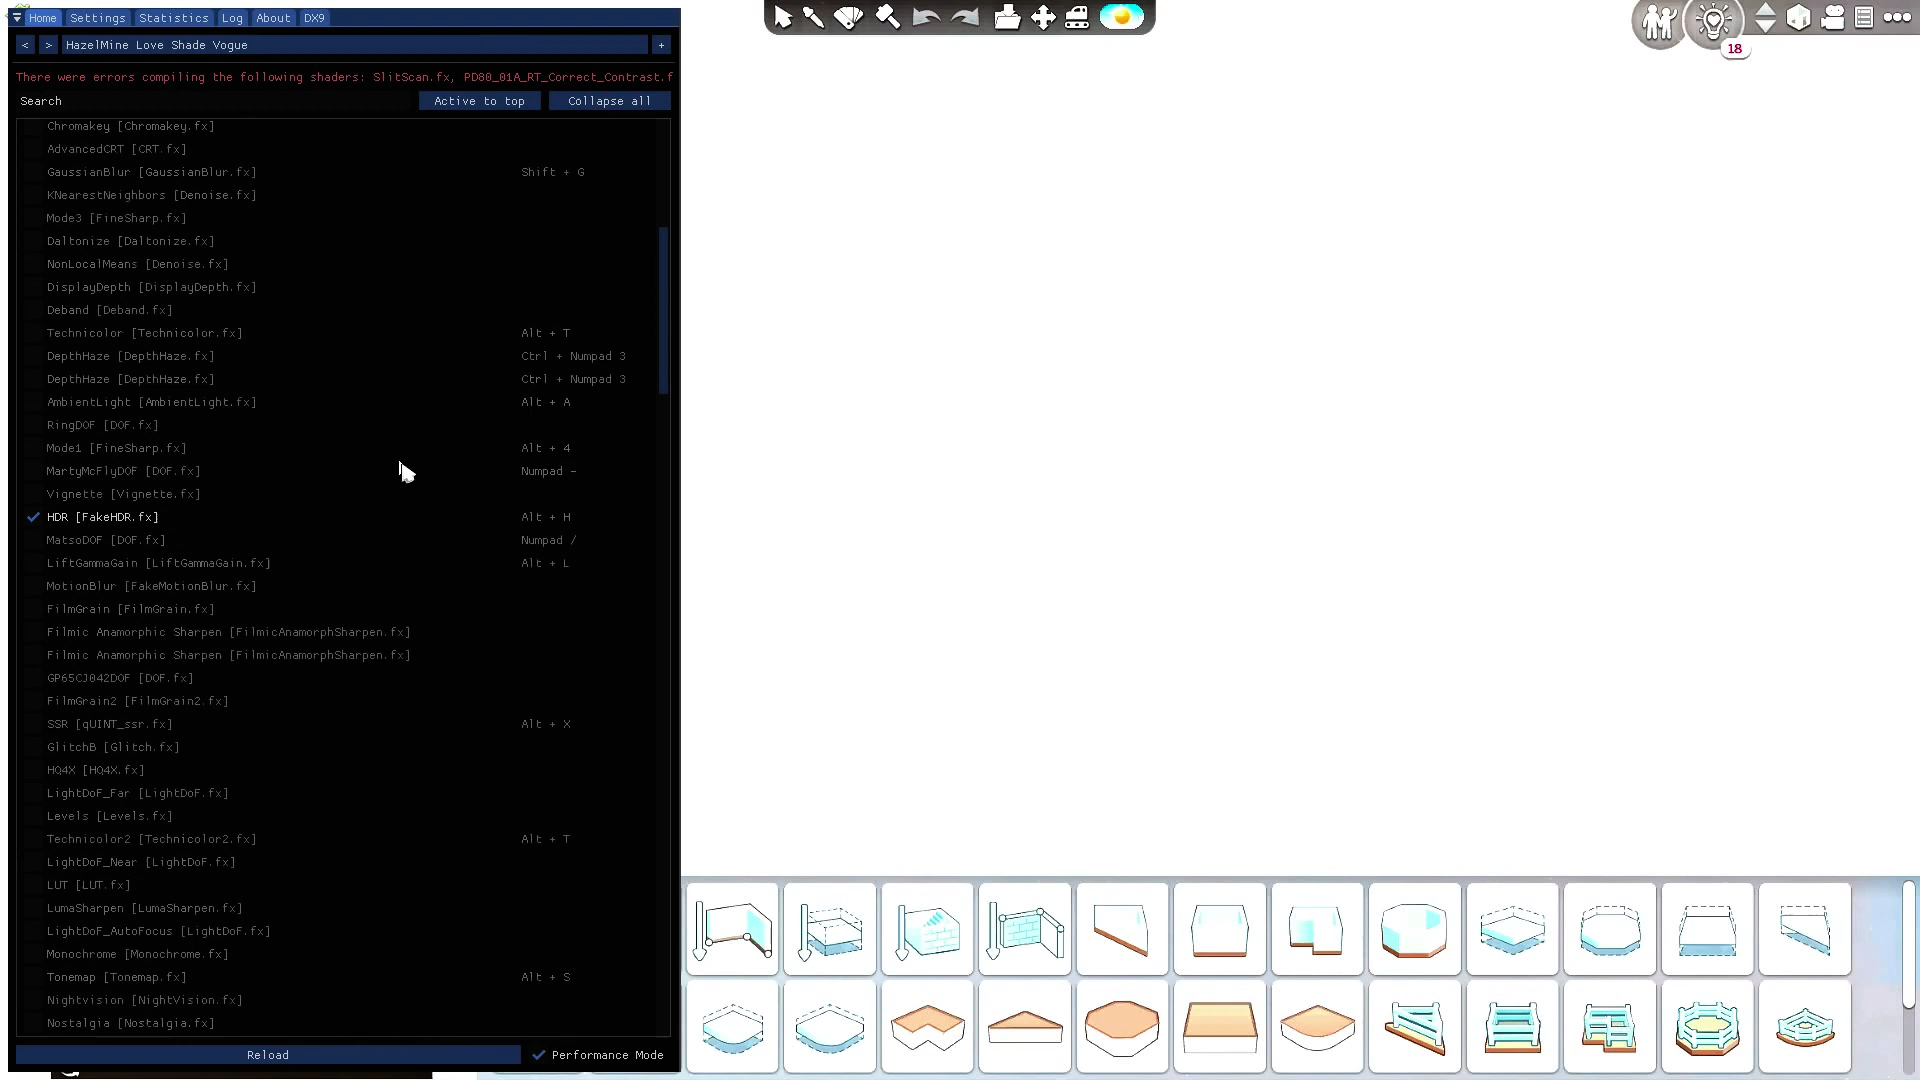 Home Settings Statistics Log About DX9
< > HazelMine Love Shade Vogue +
There were errors compiling the following shaders: SlitScan.fx, PD80_01A_RT_Correct_Contrast.f
Search Active to top Collapse all
Chromakey [Chromakey.fx]
AdvancedCRT [CRT.fx]
GaussianBlur [GaussianBlur.fx] Shift + G
KNearestNeighbors [Denoise.fx]
Mode3 [FineSharp.fx]
Daltonize [Daltonize.fx]
NonLocalMeans [Denoise.fx]
DisplayDepth [DisplayDepth.fx]
Deband [Deband.fx]
Technicolor [Technicolor.fx] Alt + T
DepthHaze [DepthHaze.fx] Ctrl + Numpad 3
DepthHaze [DepthHaze.fx] Ctrl + Numpad 3
AmbientLight [AmbientLight.fx] Alt + A
RingDOF [DOF.fx]
Mode1 [FineSharp.fx] Alt + 4
MartyMcFlyDOF [DOF.fx] Numpad -
Vignette [Vignette.fx]
HDR [FakeHDR.fx] Alt + H
MatsoDOF [DOF.fx] Numpad /
LiftGammaGain [LiftGammaGain.fx] Alt + L
MotionBlur [FakeMotionBlur.fx]
FilmGrain [FilmGrain.fx]
Filmic Anamorphic Sharpen [FilmicAnamorphSharpen.fx]
Filmic Anamorphic Sharpen [FilmicAnamorphSharpen.fx]
GP65CJ042DOF [DOF.fx]
FilmGrain2 [FilmGrain2.fx]
SSR [qUINT_ssr.fx] Alt + X
GlitchB [Glitch.fx]
HQ4X [HQ4X.fx]
LightDoF_Far [LightDoF.fx]
Levels [Levels.fx]
Technicolor2 [Technicolor2.fx] Alt + T
LightDoF_Near [LightDoF.fx]
LUT [LUT.fx]
LumaSharpen [LumaSharpen.fx]
LightDoF_AutoFocus [LightDoF.fx]
Monochrome [Monochrome.fx]
Tonemap [Tonemap.fx] Alt + S
Nightvision [NightVision.fx]
Nostalgia [Nostalgia.fx]
Reload Performance Mode
18